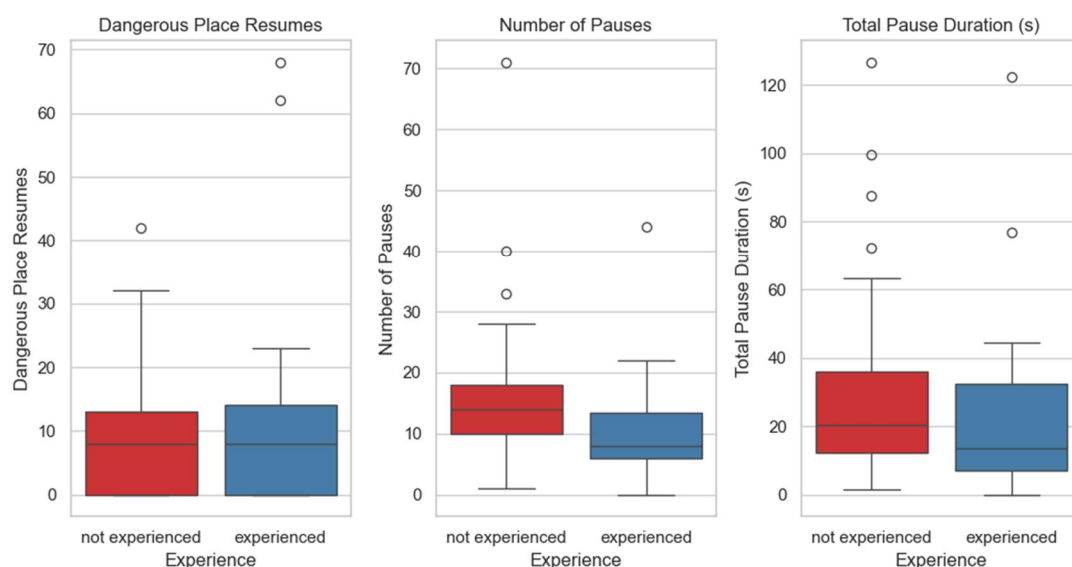 Dangerous Place Resumes
70
60
50
40
30
20
10
0
Dangerous Place Resumes
not experienced
experienced
Experience
Number of Pauses
70
60
50
40
30
20
10
0
Number of Pauses
not experienced
experienced
Experience
Total Pause Duration (s)
120
100
80
60
40
20
0
Total Pause Duration (s)
not experienced
experienced
Experience